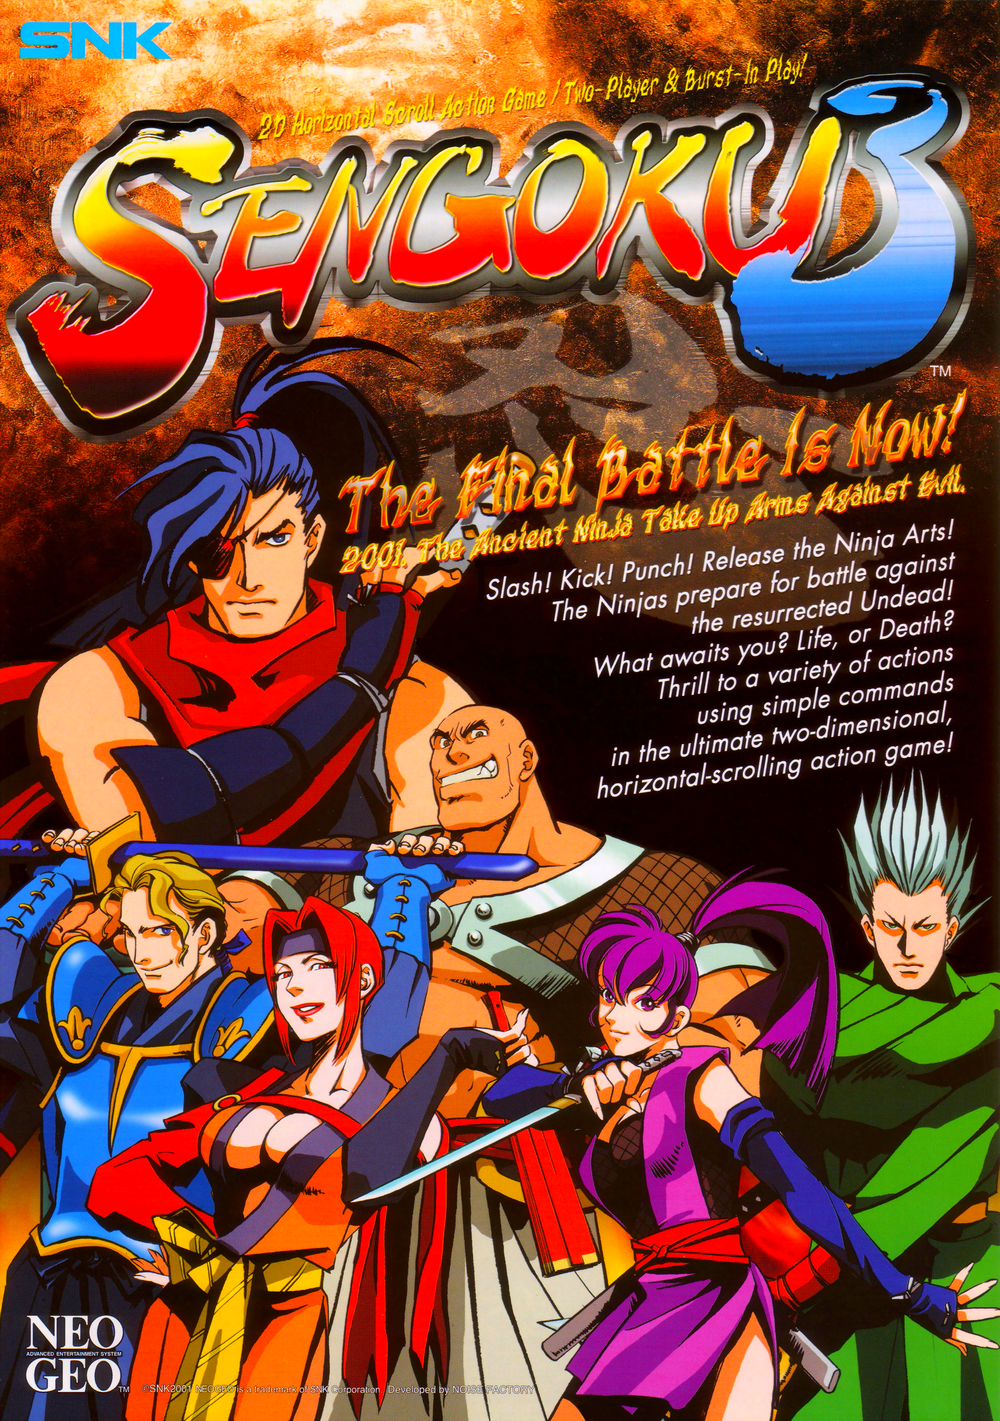 SNK
2D Horizontal Scroll Action Game / Two-Player & Burst-In Play!
SENGOKU 3
TM
The Final Battle Is Now!
2001, The Ancient Ninja Take Up Arms Against Evil.
Slash! Kick! Punch! Release the Ninja Arts!
The Ninjas prepare for battle against
the resurrected Undead!
What awaits you? Life, or Death?
Thrill to a variety of actions
using simple commands
in the ultimate two-dimensional,
horizontal-scrolling action game!
NEO
ADVANCED ENTERTAINMENT SYSTEM
GEO TM
©SNK2001 NEOGEO is a trademark of SNK Corporation. Developed by NOISE FACTORY